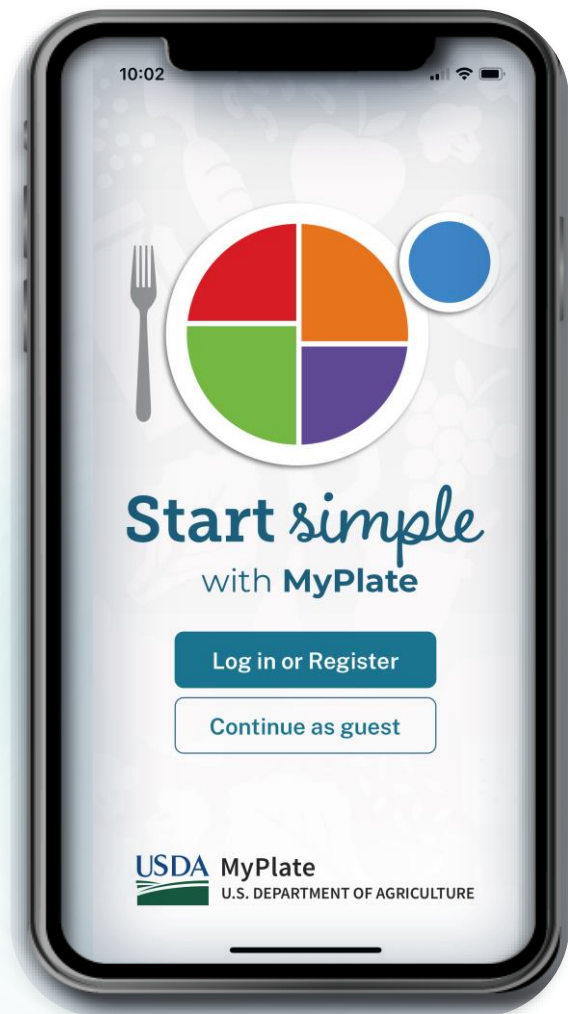 10:02
Start simple
with MyPlate
Log in or Register
Continue as guest
USDA MyPlate
U.S. DEPARTMENT OF AGRICULTURE